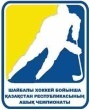 ШАЙБАЛЫ ХОККЕЙ БОЙЫНША
ҚАЗАҚСТАН РЕСПУБЛИКАСЫНЫҢ
АШЫҚ ЧЕМПИОНАТЫ